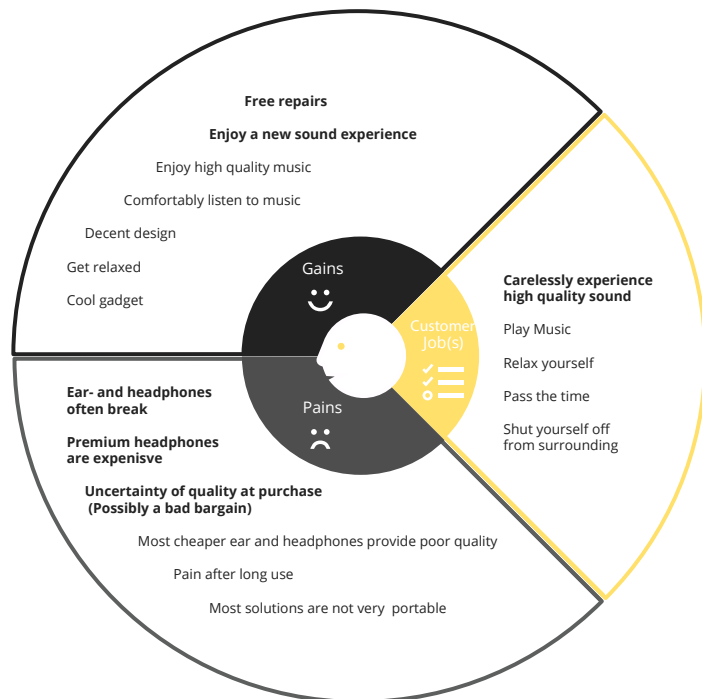 Free repairs
Enjoy a new sound experience
Enjoy high quality music
Comfortably listen to music
Decent design
Get relaxed
Cool gadget
Gains
Customer
Job(s)
Carelessly experience
high quality sound
Play Music
Relax yourself
Pass the time
Shut yourself off
from surrounding
Pains
Ear- and headphones
often break
Premium headphones
are expenisve
Uncertainty of quality at purchase
(Possibly a bad bargain)
Most cheaper ear and headphones provide poor quality
Pain after long use
Most solutions are not very portable